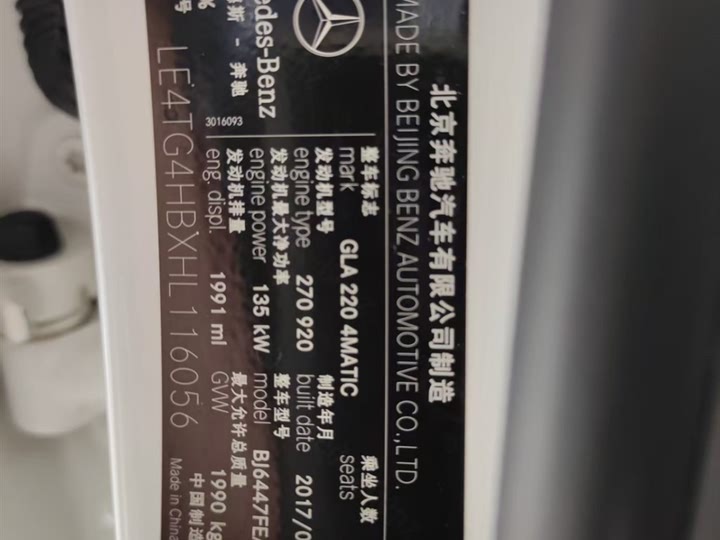 北京奔驰汽车有限公司制造
MADE BY BEIJING BENZ AUTOMOTIVE CO.,LTD.
整车标志 乘坐人数
mark GLA 220 4MATIC seats
发动机型号 制造年月
engine type 270 920 built date 2017/0
发动机最大净功率 整车型号
engine power 135 kW model BJ6447FE
发动机排量 最大允许总质量
eng. displ. 1991 ml GVW 1990 kg
edes-Benz
斯 - 奔驰
3016093
号 中国制造
% Made in China
LE4TG4HBXHL116056